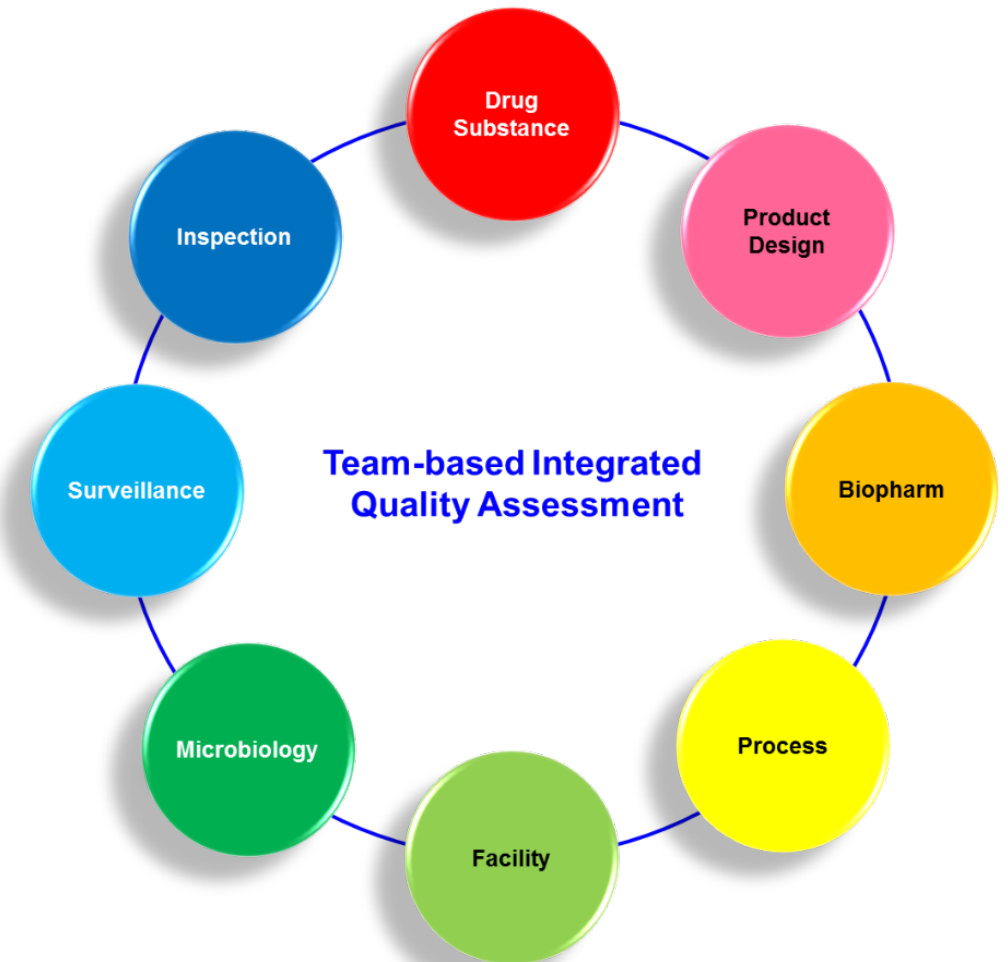 Drug
Substance
Product
Design
Inspection
Team-based Integrated
Quality Assessment
Surveillance
Biopharm
Microbiology
Process
Facility